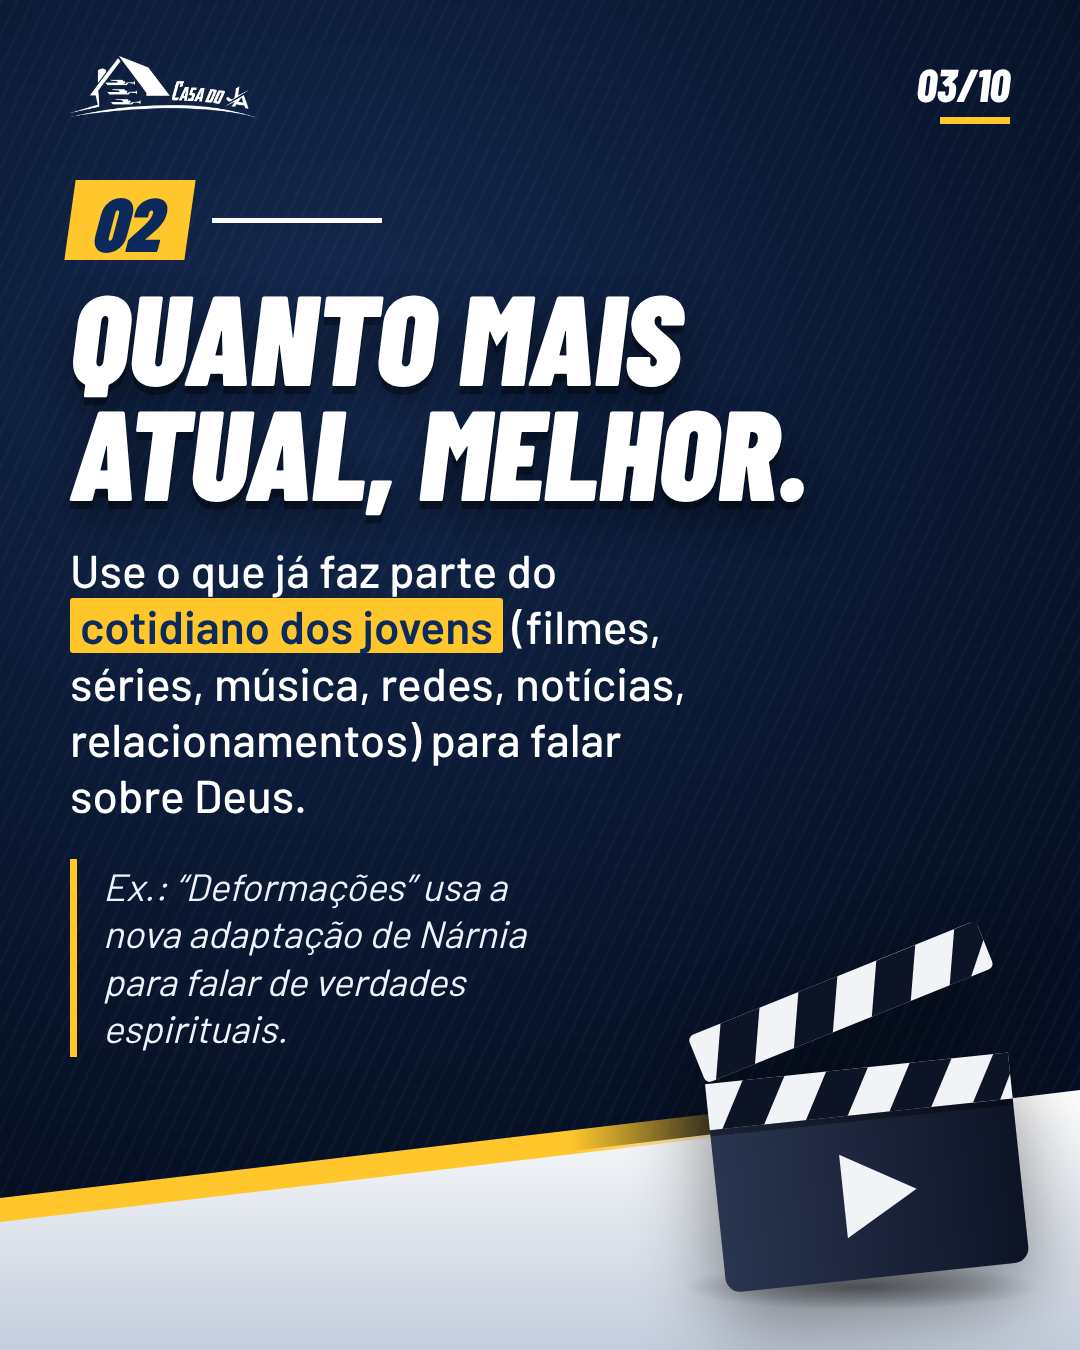 CASA DO JA
03/10
02
QUANTO MAIS
ATUAL, MELHOR.
Use o que já faz parte do
cotidiano dos jovens (filmes,
séries, música, redes, notícias,
relacionamentos) para falar
sobre Deus.
Ex.: “Deformações” usa a
nova adaptação de Nárnia
para falar de verdades
espirituais.